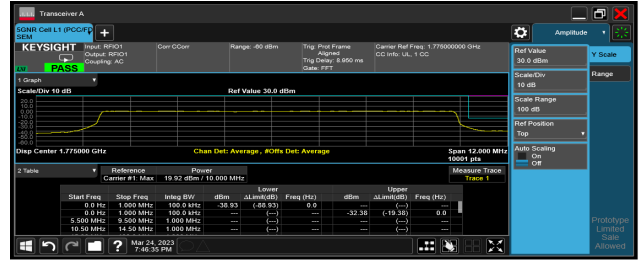 Transceiver A
5GNR Cell L1 (PCC/F
SEM
Amplitude
KEYSIGHT
Input: RFIO1
Output: RFIO1
Coupling: AC
Corr CCorr
Range: -60 dBm
Trig: Prot Frame
Aligned
Trig Delay: 8.950 ms
Gate: FFT
Carrier Ref Freq: 1.775000000 GHz
CC Info: UL, 1 CC
PASS
Ref Value
30.0 dBm
Y Scale
Scale/Div
10 dB
Range
Scale Range
100 dB
Ref Position
Top
Auto Scaling
On
Off
1 Graph
Scale/Div 10 dB
Ref Value 30.0 dBm
20.0
10.0
0.00
-10.0
-20.0
-30.0
-40.0
-50.0
-60.0
Disp Center 1.775000 GHz
Chan Det: Average , #Offs Det: Average
Span 12.000 MHz
10001 pts
2 Table
Reference
Carrier #1: Max
Power
19.92 dBm / 10.000 MHz
Measure Trace
Trace 1
Lower
Upper
Start Freq Stop Freq Integ BW dBm ΔLimit(dB) Freq (Hz) dBm ΔLimit(dB) Freq (Hz)
0.0 Hz 1.000 MHz 100.0 kHz -38.93 (-88.93) 0.0 --- (---) ---
0.0 Hz 1.000 MHz 100.0 kHz --- (---) --- -32.38 (-19.38) 0.0
5.500 MHz 9.500 MHz 1.000 MHz --- (---) --- --- (---) ---
10.50 MHz 14.50 MHz 1.000 MHz --- (---) --- --- (---) ---
Prototype
Limited
Sale
Allowed
?
Mar 24, 2023
7:46:35 PM